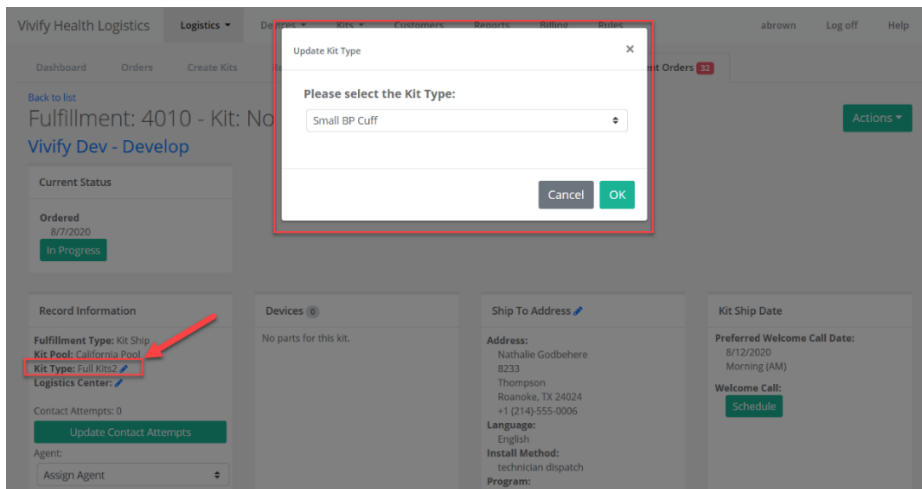 Vivify Health Logistics Logistics Devices Kits Customers Reports Billing Rules abrown Log off Help
Update Kit Type ×
Dashboard Orders Create Kits nt Orders 32
Back to list
Please select the Kit Type:
Fulfillment: 4010 - Kit: No
Small BP Cuff
Actions
Vivify Dev - Develop
Current Status
Cancel OK
Ordered
8/7/2020
In Progress
Record Information
Fulfillment Type: Kit Ship
Kit Pool: California Pool
Kit Type: Full Kits2
Logistics Center:
Contact Attempts: 0
Update Contact Attempts
Agent:
Assign Agent
Devices 0
No parts for this kit.
Ship To Address
Address:
Nathalie Godbehere
8233
Thompson
Roanoke, TX 24024
+1 (214)-555-0006
Language:
English
Install Method:
technician dispatch
Program:
Kit Ship Date
Preferred Welcome Call Date:
8/12/2020
Morning (AM)
Welcome Call:
Schedule